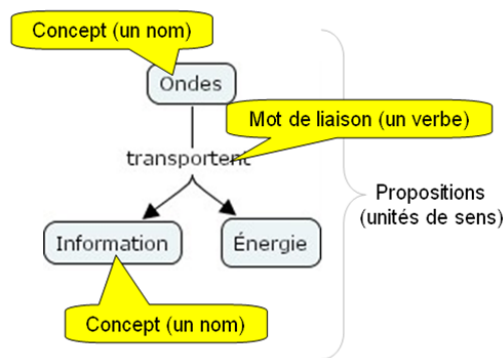 Concept (un nom)
Ondes
Mot de liaison (un verbe)
transportent
Propositions
(unités de sens)
Information
Énergie
Concept (un nom)